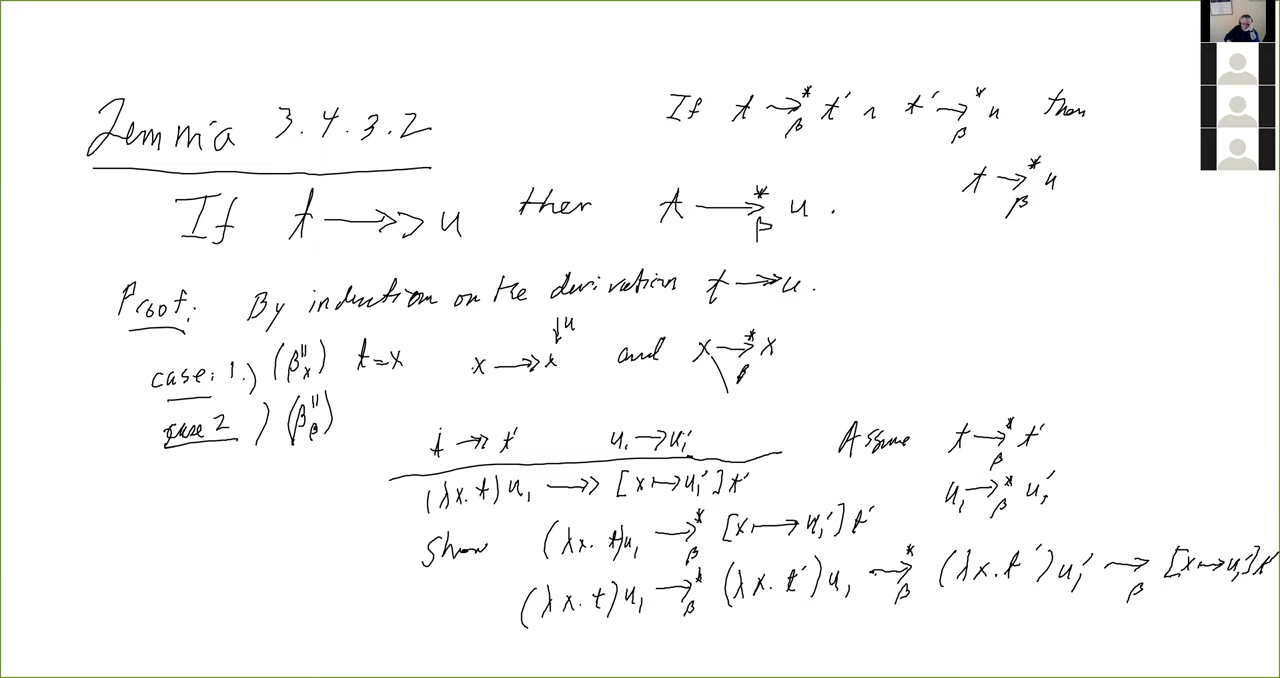 Lemma 3.4.3.2
If t →→ u then t →*β u.
If t →*β t′ ∧ t′ →*β u then
t →*β u
Proof: By induction on the derivation t →→ u.
case: 1.) (β^∥_x) t=x x →→ x ↓u and x →*β x
case 2 ) (β^∥_β)
t →→ t′ u₁ → u₁′ Assume t →*β t′
(λx. t)u₁ →→ [x ↦ u₁′]t′ u₁ →*β u₁′
Show (λx. t)u₁ →*β [x ↦ u₁′]t′
(λx. t)u₁ →*β (λx. t′)u₁ →*β (λx. t′)u₁′ →β [x ↦ u₁′]t′